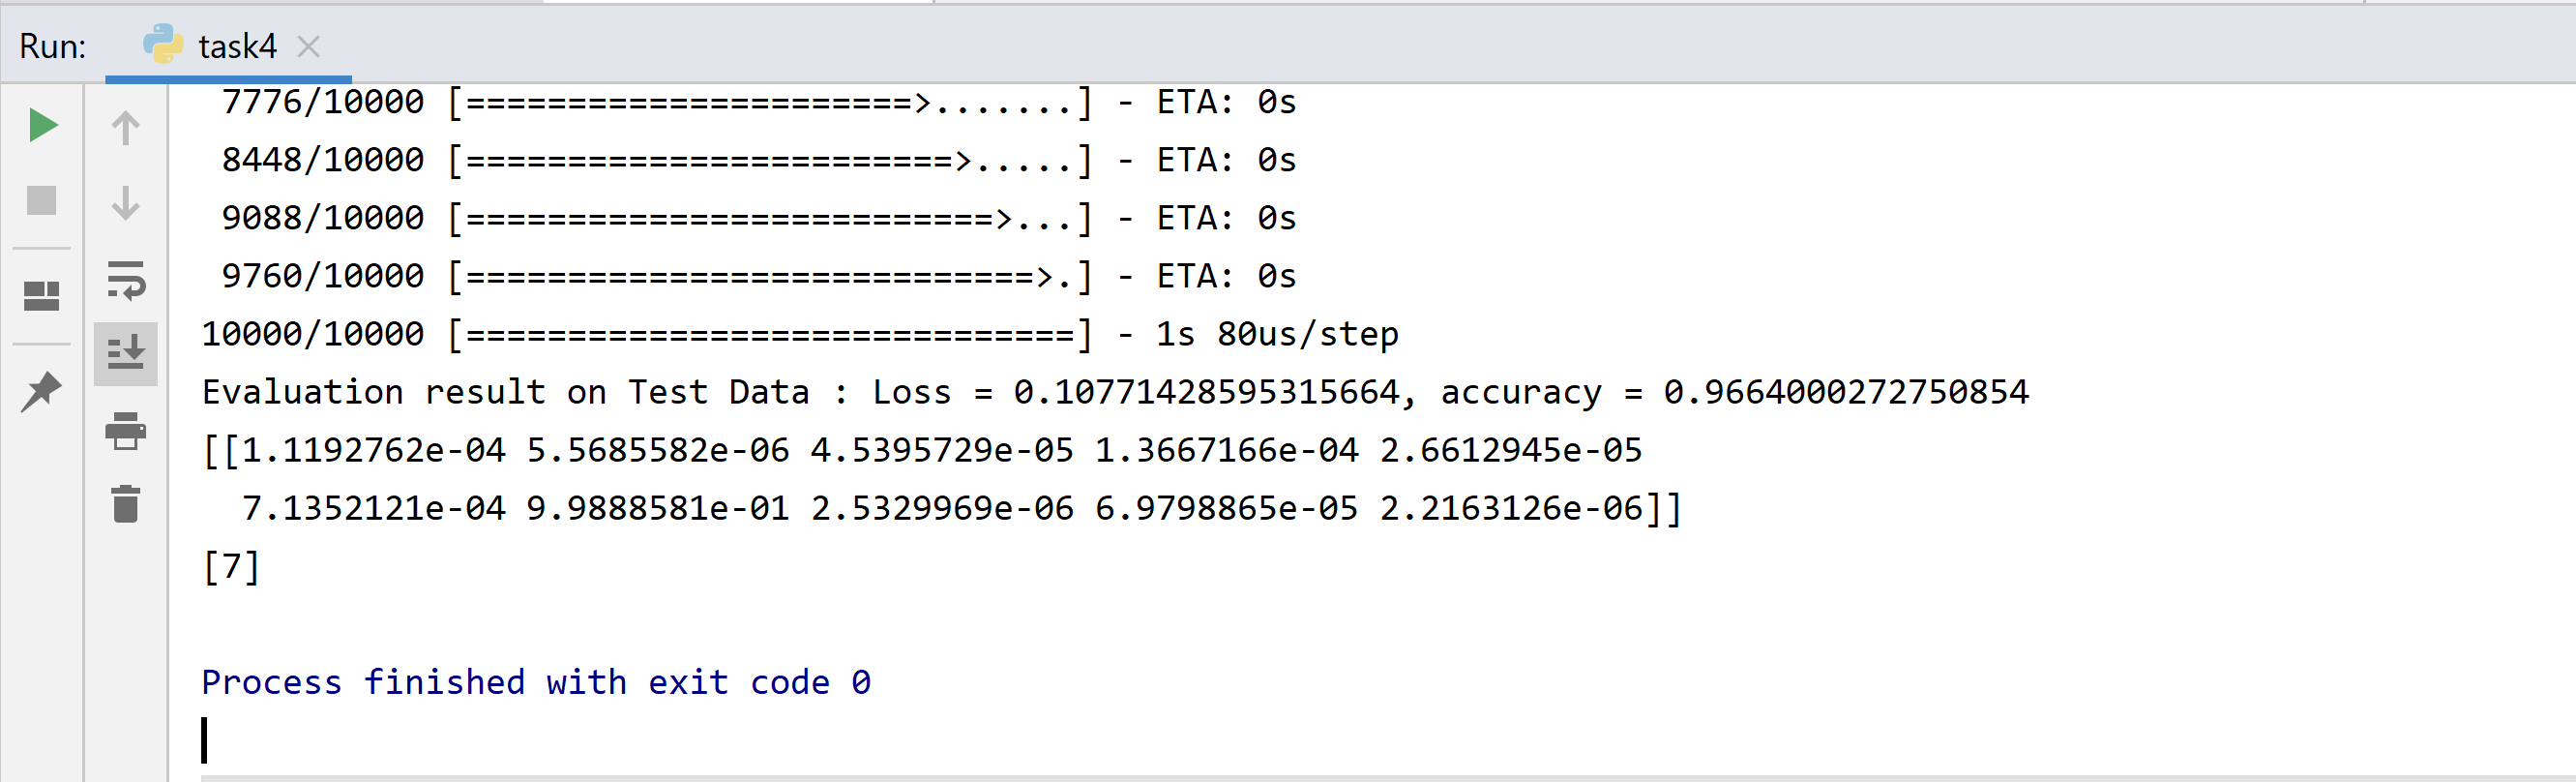 Run: task4
7776/10000 [======================>.......] - ETA: 0s
8448/10000 [========================>.....] - ETA: 0s
9088/10000 [==========================>...] - ETA: 0s
9760/10000 [============================>.] - ETA: 0s
10000/10000 [==============================] - 1s 80us/step
Evaluation result on Test Data : Loss = 0.10771428595315664, accuracy = 0.9664000272750854
[[1.1192762e-04 5.5685582e-06 4.5395729e-05 1.3667166e-04 2.6612945e-05
7.1352121e-04 9.9888581e-01 2.5329969e-06 6.9798865e-05 2.2163126e-06]]
[7]
Process finished with exit code 0